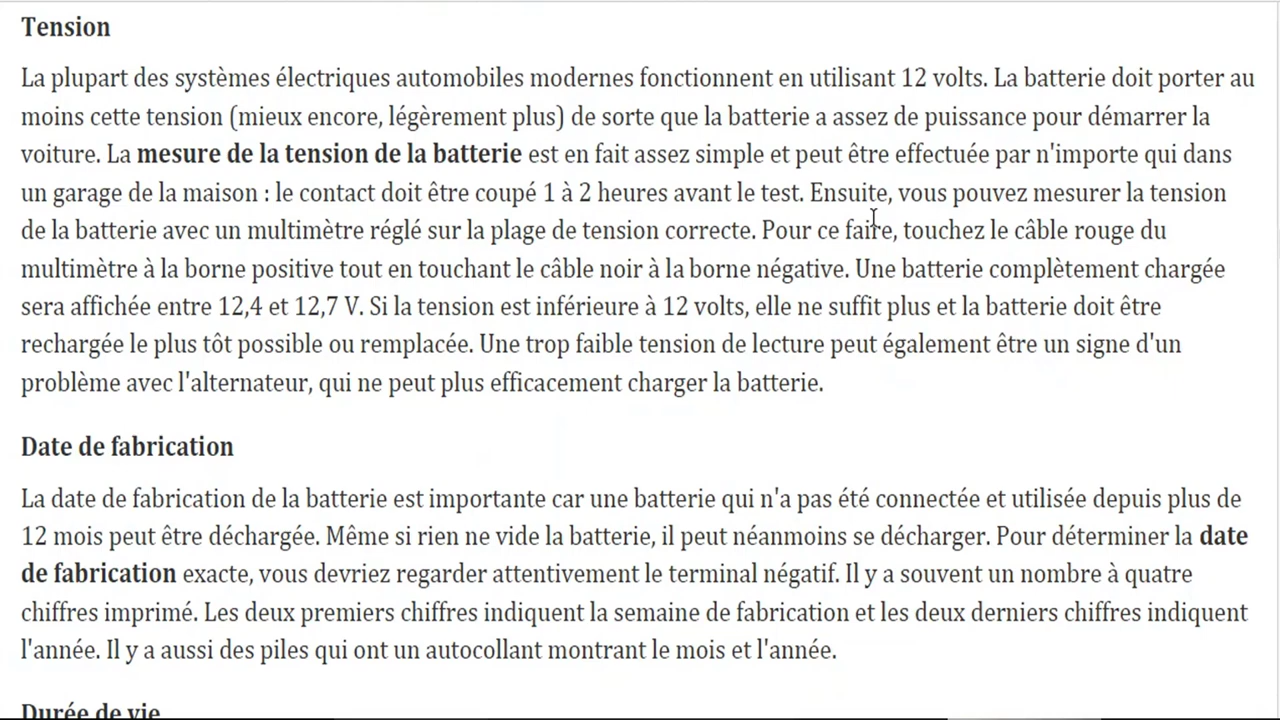 Tension
La plupart des systèmes électriques automobiles modernes fonctionnent en utilisant 12 volts. La batterie doit porter au
moins cette tension (mieux encore, légèrement plus) de sorte que la batterie a assez de puissance pour démarrer la
voiture. La mesure de la tension de la batterie est en fait assez simple et peut être effectuée par n'importe qui dans
un garage de la maison : le contact doit être coupé 1 à 2 heures avant le test. Ensuite, vous pouvez mesurer la tension
de la batterie avec un multimètre réglé sur la plage de tension correcte. Pour ce faire, touchez le câble rouge du
multimètre à la borne positive tout en touchant le câble noir à la borne négative. Une batterie complètement chargée
sera affichée entre 12,4 et 12,7 V. Si la tension est inférieure à 12 volts, elle ne suffit plus et la batterie doit être
rechargée le plus tôt possible ou remplacée. Une trop faible tension de lecture peut également être un signe d'un
problème avec l'alternateur, qui ne peut plus efficacement charger la batterie.
Date de fabrication
La date de fabrication de la batterie est importante car une batterie qui n'a pas été connectée et utilisée depuis plus de
12 mois peut être déchargée. Même si rien ne vide la batterie, il peut néanmoins se décharger. Pour déterminer la date
de fabrication exacte, vous devriez regarder attentivement le terminal négatif. Il y a souvent un nombre à quatre
chiffres imprimé. Les deux premiers chiffres indiquent la semaine de fabrication et les deux derniers chiffres indiquent
l'année. Il y a aussi des piles qui ont un autocollant montrant le mois et l'année.
Durée de vie